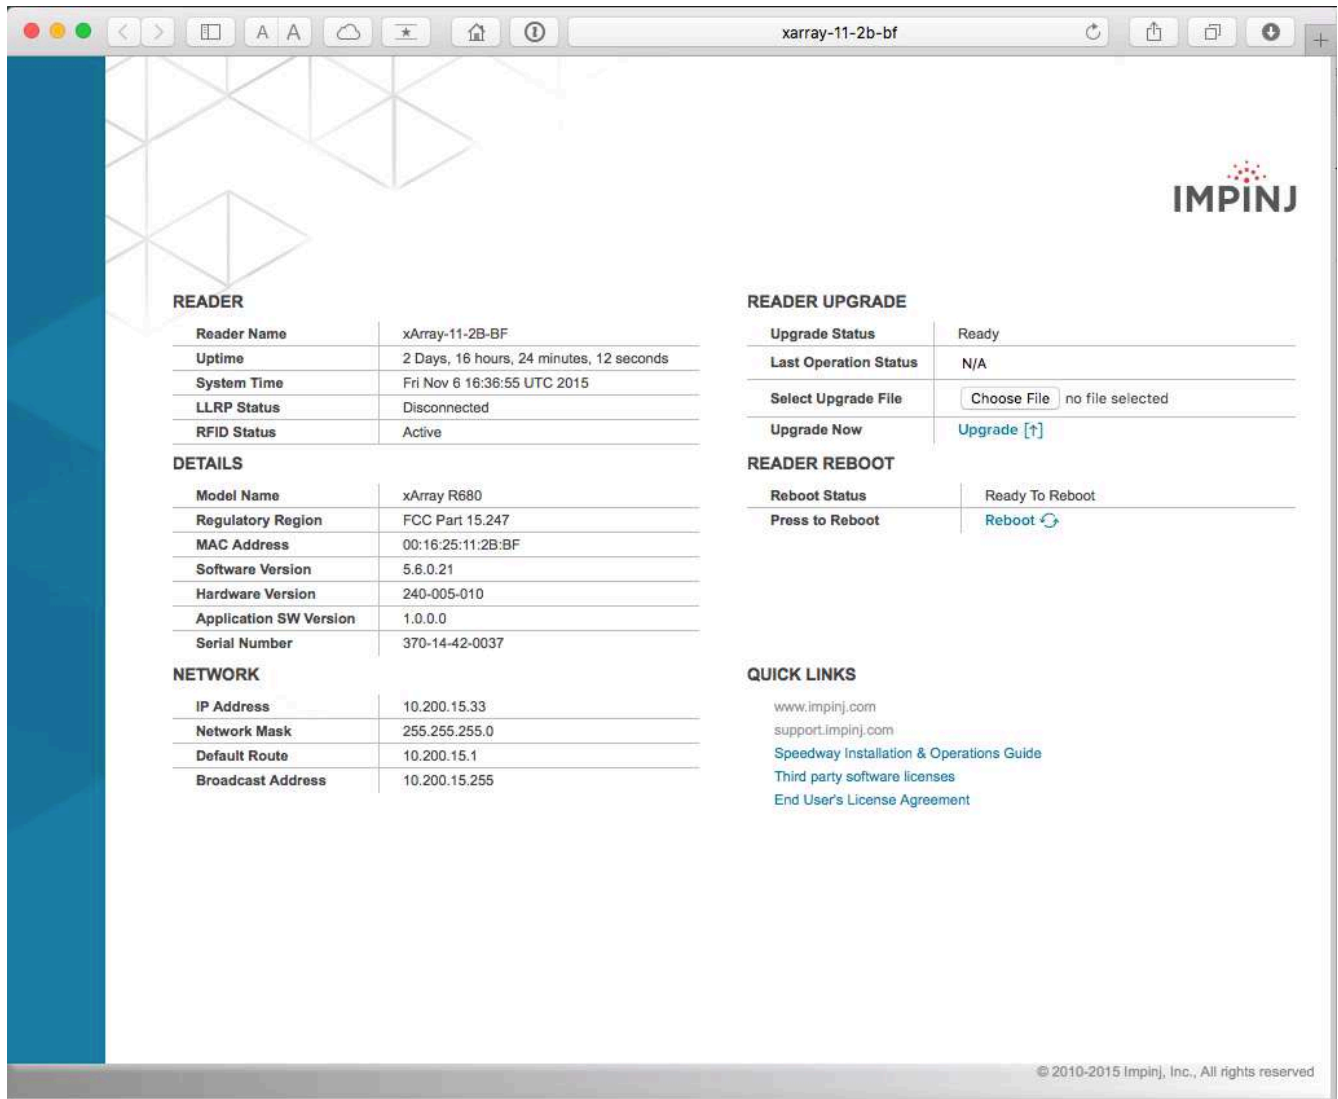 A A
xarray-11-2b-bf
IMPINJ
READER
Reader Name xArray-11-2B-BF
Uptime 2 Days, 16 hours, 24 minutes, 12 seconds
System Time Fri Nov 6 16:36:55 UTC 2015
LLRP Status Disconnected
RFID Status Active
DETAILS
Model Name xArray R680
Regulatory Region FCC Part 15.247
MAC Address 00:16:25:11:2B:BF
Software Version 5.6.0.21
Hardware Version 240-005-010
Application SW Version 1.0.0.0
Serial Number 370-14-42-0037
NETWORK
IP Address 10.200.15.33
Network Mask 255.255.255.0
Default Route 10.200.15.1
Broadcast Address 10.200.15.255
READER UPGRADE
Upgrade Status Ready
Last Operation Status N/A
Select Upgrade File Choose File no file selected
Upgrade Now Upgrade [↑]
READER REBOOT
Reboot Status Ready To Reboot
Press to Reboot Reboot
QUICK LINKS
www.impinj.com
support.impinj.com
Speedway Installation & Operations Guide
Third party software licenses
End User's License Agreement
© 2010-2015 Impinj, Inc., All rights reserved